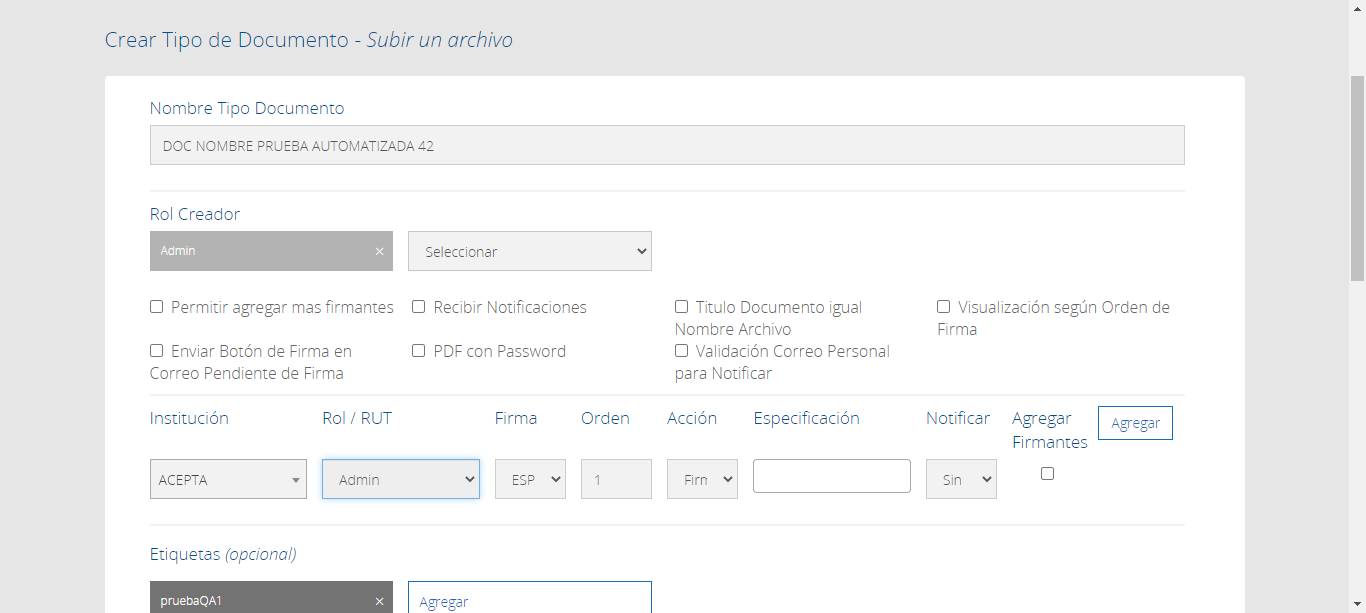 Crear Tipo de Documento - Subir un archivo
Nombre Tipo Documento
DOC NOMBRE PRUEBA AUTOMATIZADA 42
Rol Creador
Admin ×
Seleccionar
Permitir agregar mas firmantes
Recibir Notificaciones
Titulo Documento igual
Nombre Archivo
Visualización según Orden de
Firma
Enviar Botón de Firma en
Correo Pendiente de Firma
PDF con Password
Validación Correo Personal
para Notificar
Institución
Rol / RUT
Firma
Orden
Acción
Especificación
Notificar
Agregar
Firmantes
Agregar
ACEPTA
Admin
ESP
1
Firn
Sin
Etiquetas (opcional)
pruebaQA1 ×
Agregar